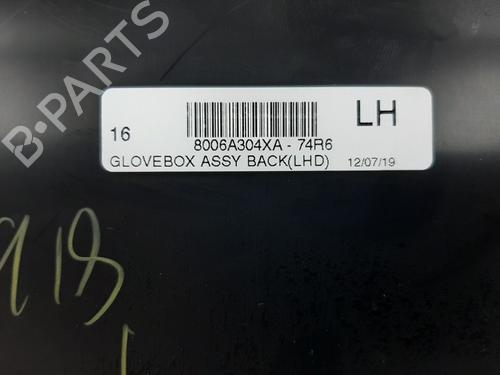 B-PARTS
16
LH
8006A304XA - 74R6
GLOVEBOX ASSY BACK(LHD) 12/07/19